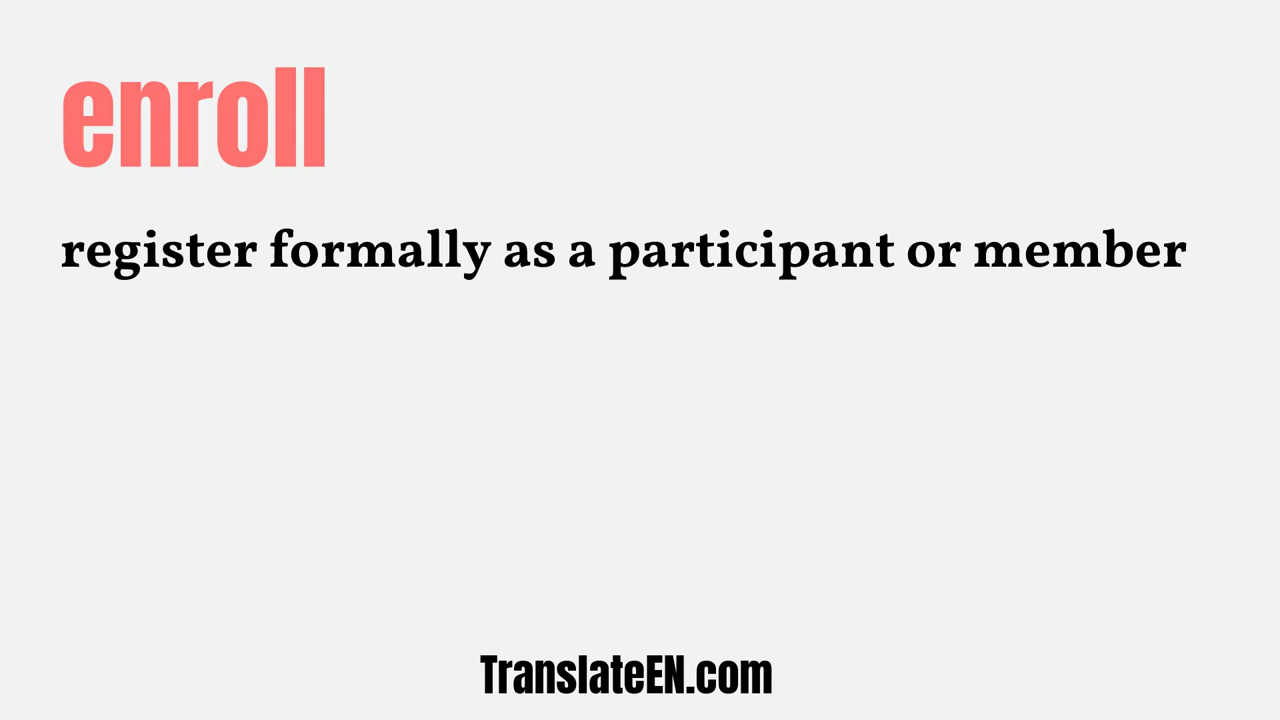 enroll
register formally as a participant or member
TranslateEN.com